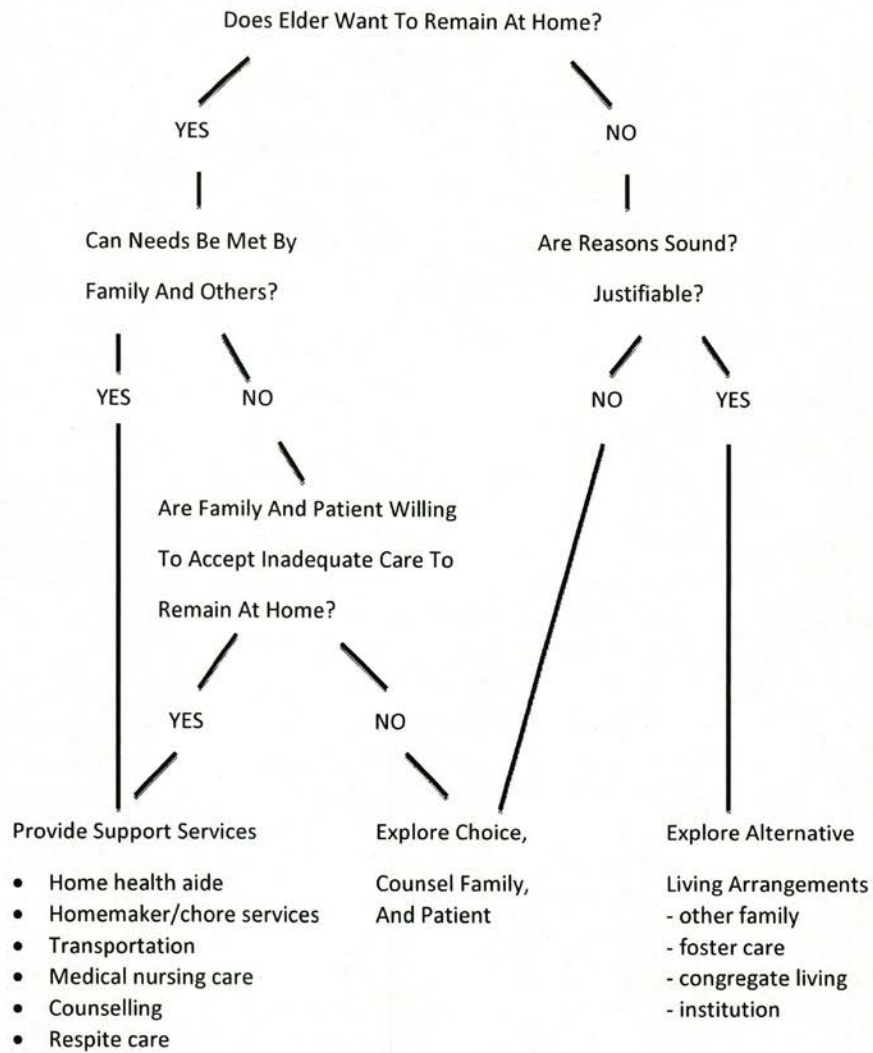 Does Elder Want To Remain At Home?
YES
NO
Can Needs Be Met By
Family And Others?
Are Reasons Sound?
Justifiable?
YES
NO
NO
YES
Are Family And Patient Willing
To Accept Inadequate Care To
Remain At Home?
YES
NO
Provide Support Services
• Home health aide
• Homemaker/chore services
• Transportation
• Medical nursing care
• Counselling
• Respite care
Explore Choice,
Counsel Family,
And Patient
Explore Alternative
Living Arrangements
- other family
- foster care
- congregate living
- institution